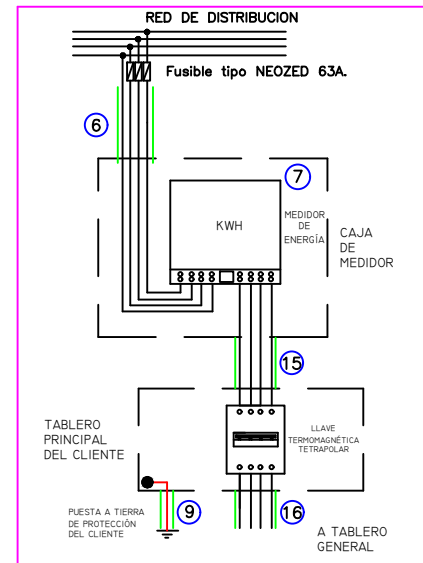 RED DE DISTRIBUCION
Fusible tipo NEOZED 63A.
6
7
KWH
MEDIDOR
DE
ENERGÍA
CAJA
DE
MEDIDOR
15
TABLERO
PRINCIPAL
DEL CLIENTE
LLAVE
TERMOMAGNÉTICA
TETRAPOLAR
PUESTA A TIERRA
DE PROTECCIÓN
DEL CLIENTE
9
16
A TABLERO
GENERAL